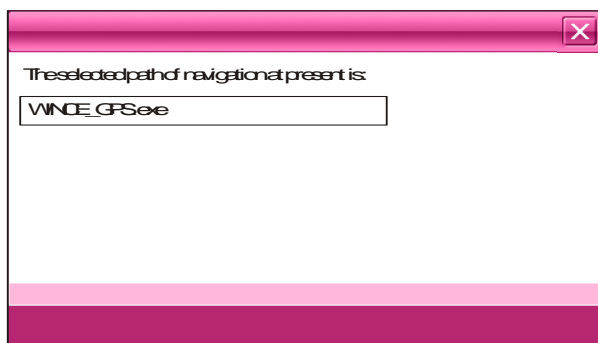 The selected path of navigation at present is:
WINCE_GPS.exe